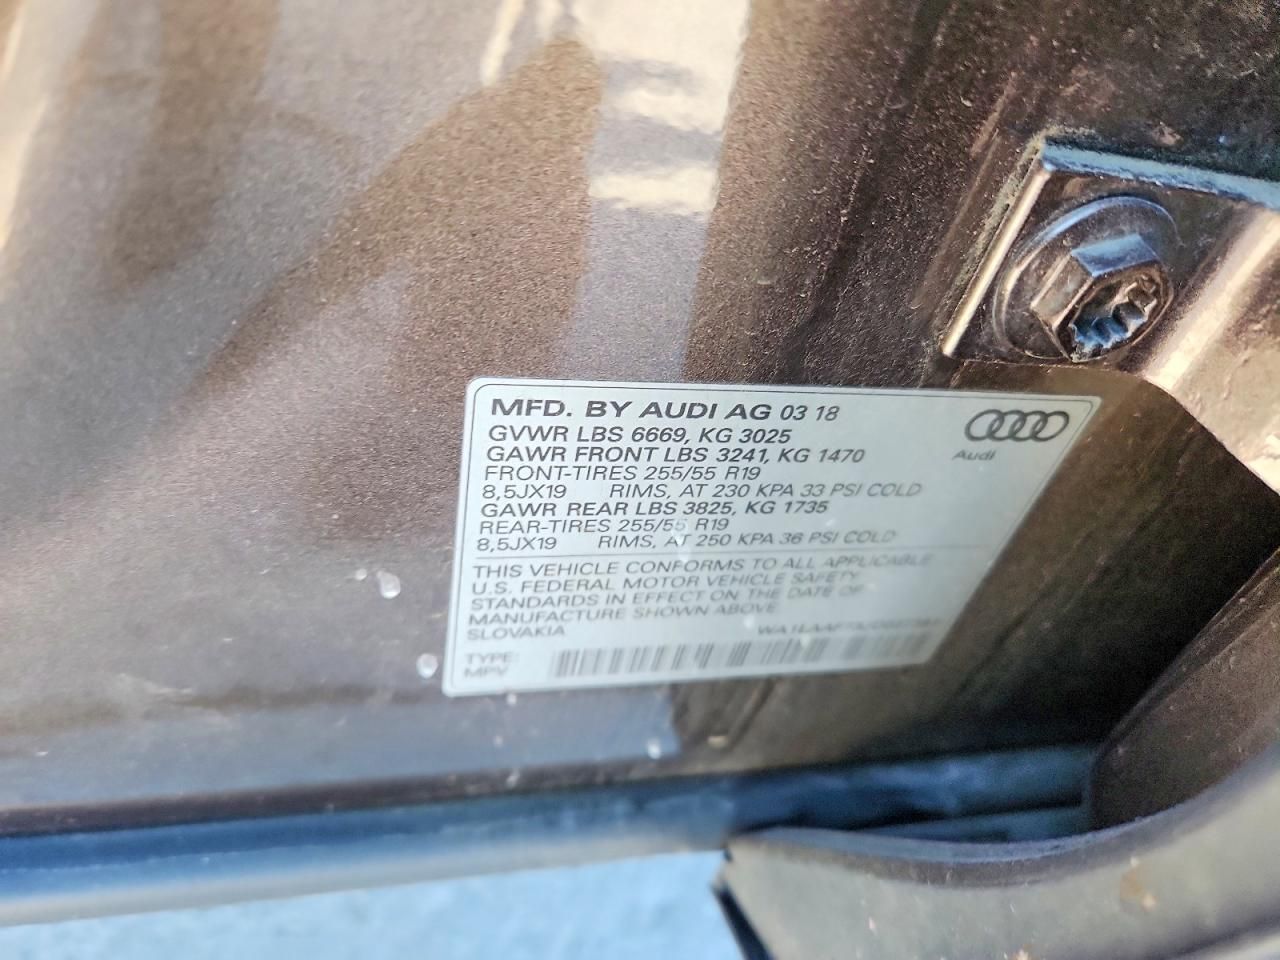 MFD. BY AUDI AG 03 18
GVWR LBS 6669, KG 3025
GAWR FRONT LBS 3241, KG 1470
FRONT-TIRES 255/55 R19
8,5JX19 RIMS, AT 230 KPA 33 PSI COLD
GAWR REAR LBS 3825, KG 1735
REAR-TIRES 255/55 R19
8,5JX19 RIMS, AT 250 KPA 36 PSI COLD
Audi
THIS VEHICLE CONFORMS TO ALL APPLICABLE
U.S. FEDERAL MOTOR VEHICLE SAFETY
STANDARDS IN EFFECT ON THE DATE OF
MANUFACTURE SHOWN ABOVE
SLOVAKIA
TYPE:
MPV